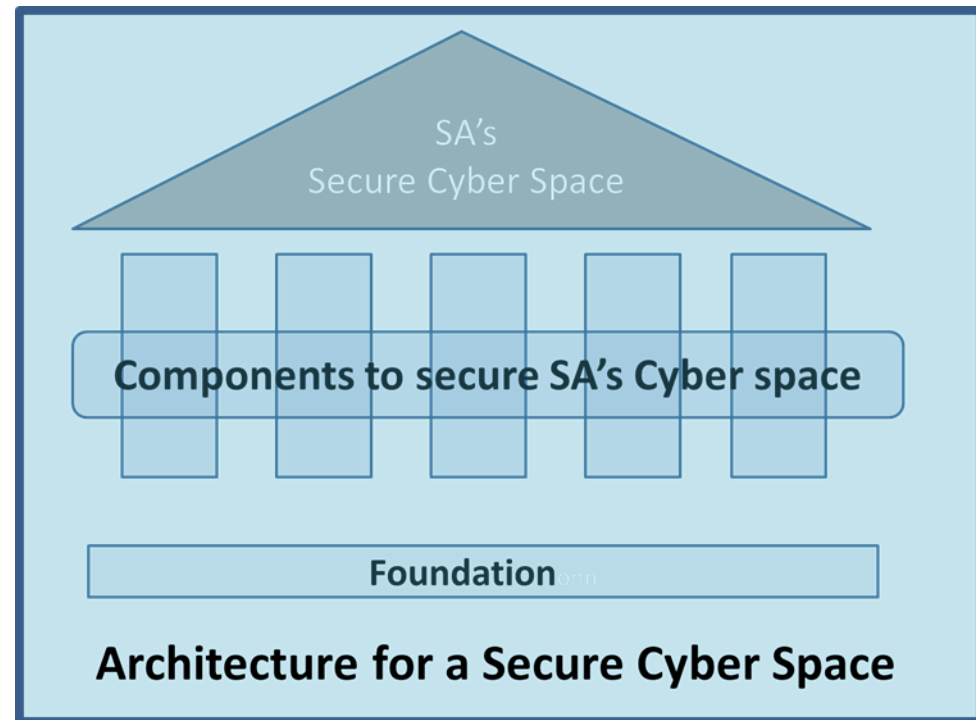 SA's
Secure Cyber Space
Components to secure SA's Cyber space
Foundation
Architecture for a Secure Cyber Space